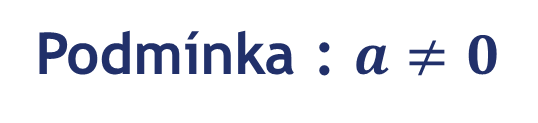 Podmínka : a ≠ 0